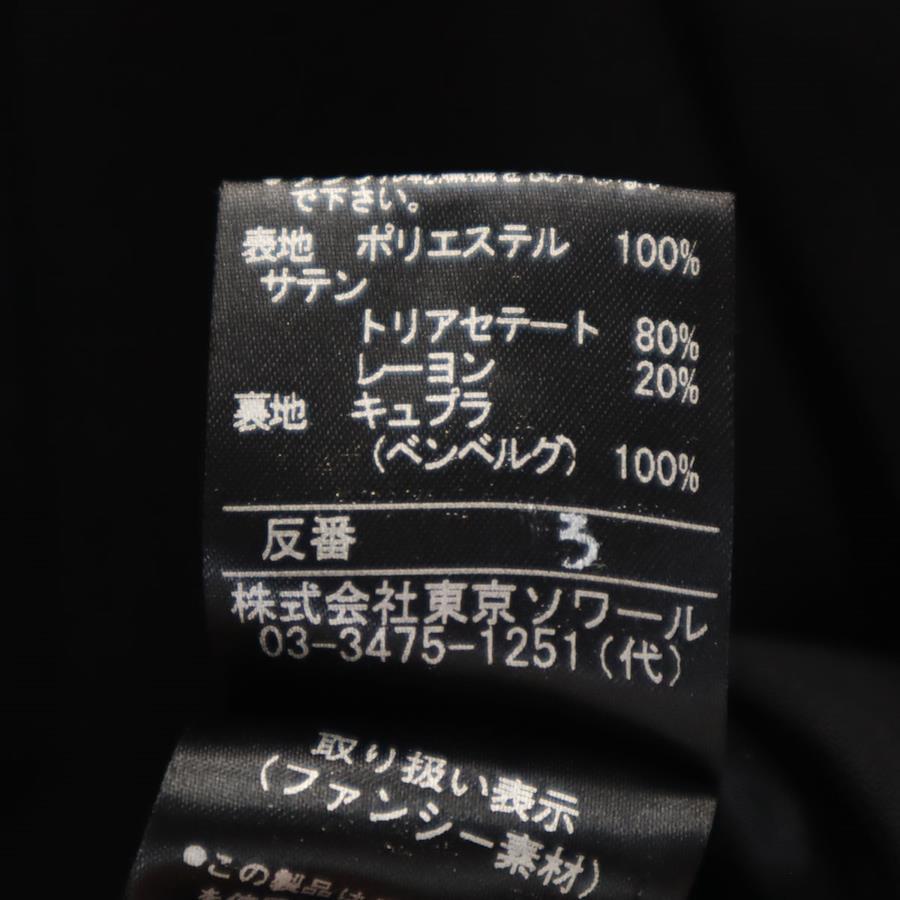 で下さい。
表地 ポリエステル 100%
サテン
トリアセテート 80%
レーヨン 20%
裏地 キュプラ
(ベンベルグ) 100%
反番 3
株式会社東京ソワール
03-3475-1251(代)
取り扱い表示
(ファンシー素材)
●この製品は